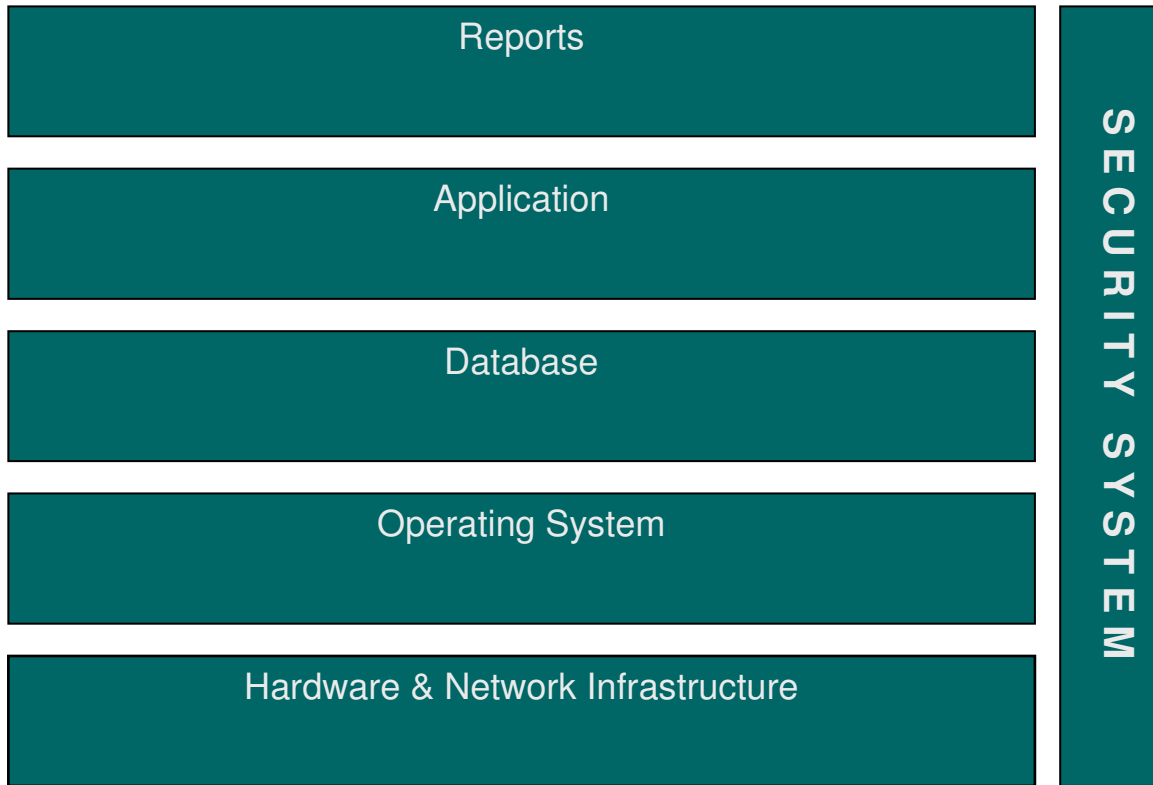 Reports
Application
Database
Operating System
Hardware & Network Infrastructure
SECURITY SYSTEM